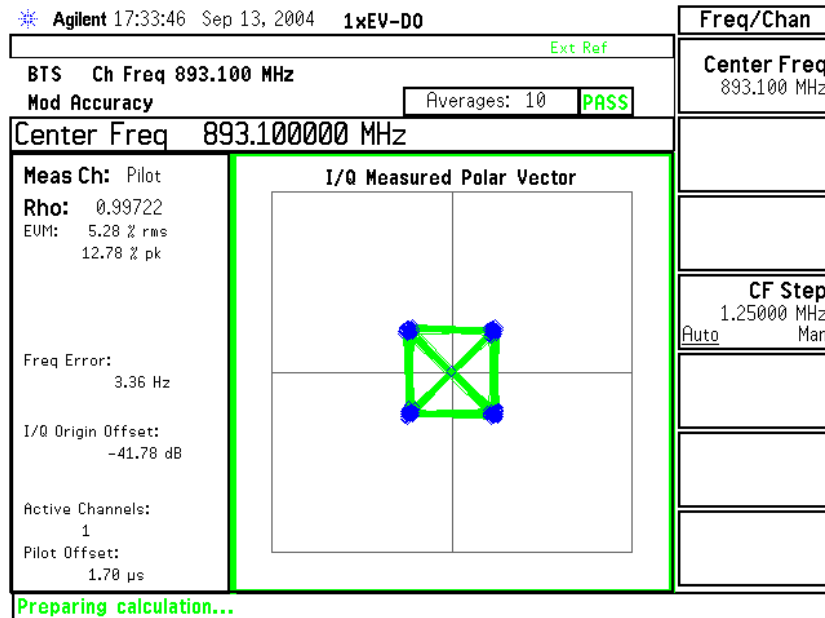 Agilent 17:33:46 Sep 13, 2004 1xEV-DO
Freq/Chan
Ext Ref
BTS Ch Freq 893.100 MHz
Mod Accuracy
Averages: 10 PASS
Center Freq 893.100000 MHz
Meas Ch: Pilot
Rho: 0.99722
EVM: 5.28 % rms
12.78 % pk
Freq Error:
3.36 Hz
I/Q Origin Offset:
-41.78 dB
Active Channels:
1
Pilot Offset:
1.70 µs
I/Q Measured Polar Vector
Center Freq
893.100 MHz
CF Step
1.25000 MHz
Auto Man
Preparing calculation...